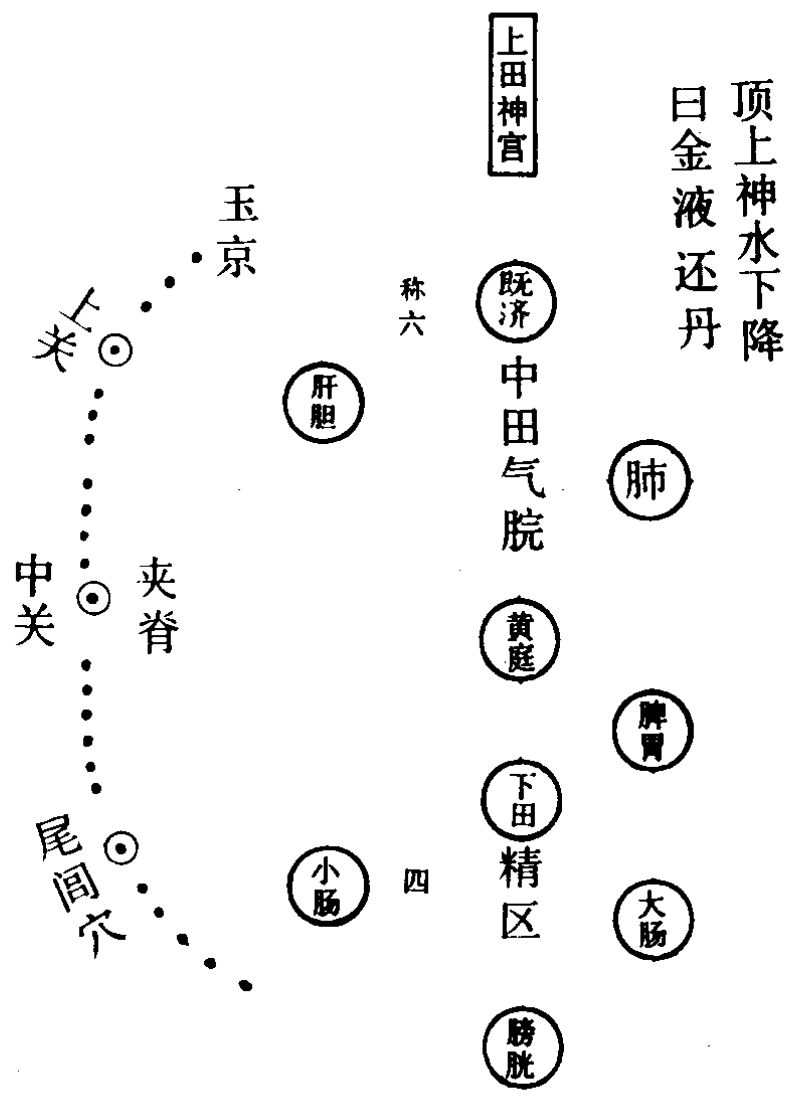 顶上神水下降
曰金液还丹
上田神宫
既济
中田气脘
黄庭
下田
精区
膀胱
肺
脾胃
大肠
称六
肝胆
四
小肠
玉京
上关
中关
夹脊
尾闾穴